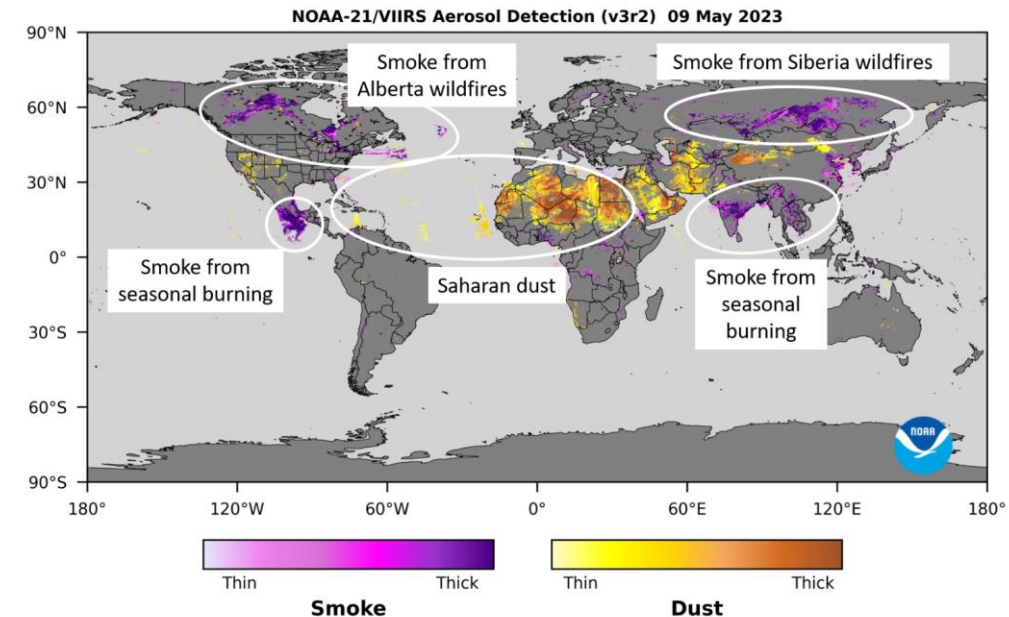 NOAA-21/VIIRS Aerosol Detection (v3r2)  09 May 2023
90°N
60°N
30°N
0°
30°S
60°S
90°S
Smoke from
Alberta wildfires
Smoke from Siberia wildfires
Smoke from
seasonal burning
Saharan dust
Smoke from
seasonal
burning
NOAA
180°
120°W
60°W
0°
60°E
120°E
180°
Thin
Thick
Smoke
Thin
Thick
Dust